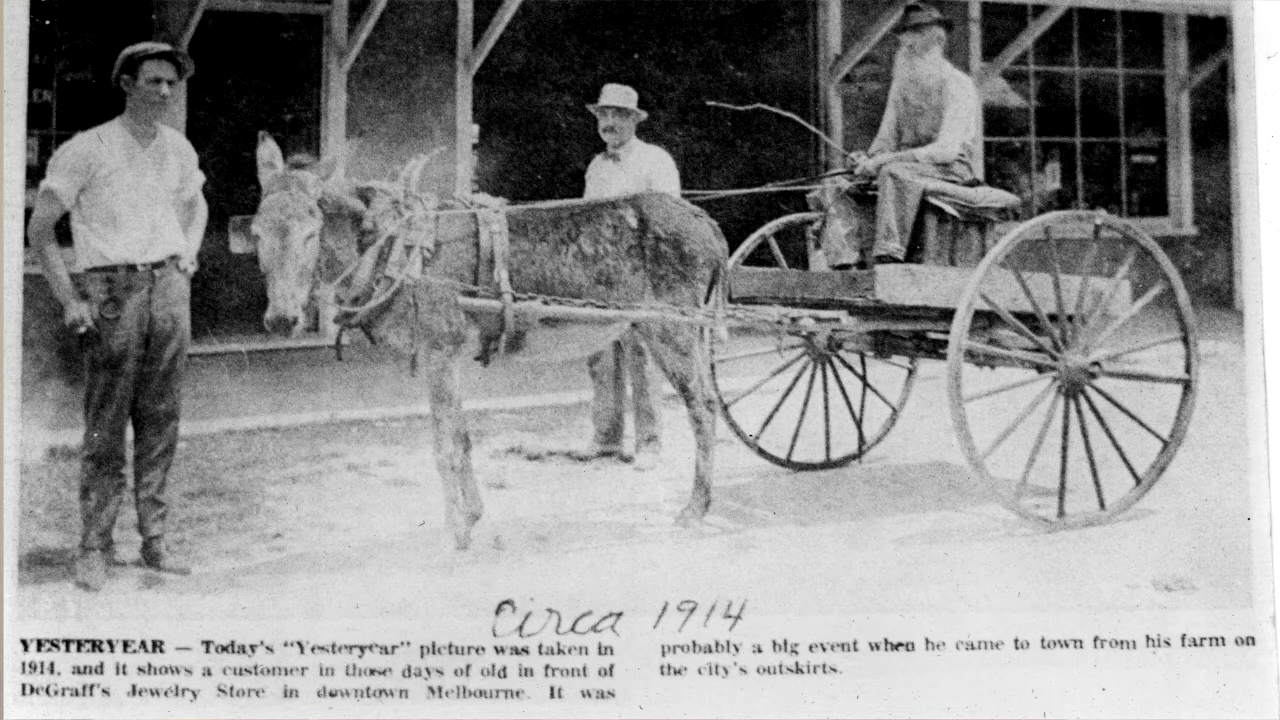 ER
Circa 1914
YESTERYEAR — Today's "Yesteryear" picture was taken in
1914, and it shows a customer in those days of old in front of
DeGraff's Jewelry Store in downtown Melbourne. It was
probably a big event when he came to town from his farm on
the city's outskirts.